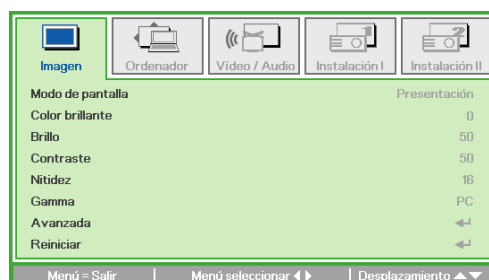 Imagen Ordenador Vídeo / Audio Instalación I Instalación II
Modo de pantalla Presentación
Color brillante 0
Brillo 50
Contraste 50
Nitidez 16
Gamma PC
Avanzada
Reiniciar
Menú = Salir Menú seleccionar Desplazamiento